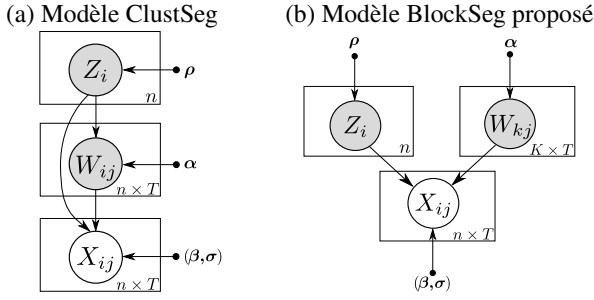 (a) Modèle ClustSeg
Z_i
ρ
n
W_ij
α
n × T
X_ij
(β,σ)
n × T
(b) Modèle BlockSeg proposé
ρ
α
Z_i
n
W_kj
K × T
X_ij
n × T
(β,σ)